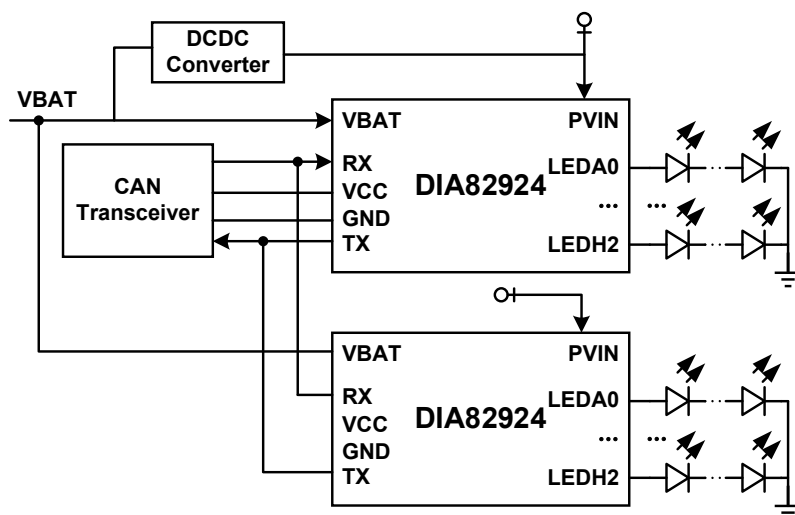 DCDC
Converter
VBAT
VBAT
PVIN
RX
LEDA0
CAN
Transceiver
VCC
DIA82924
GND
... ...
TX
LEDH2
VBAT
PVIN
RX
LEDA0
VCC
DIA82924
GND
... ...
TX
LEDH2